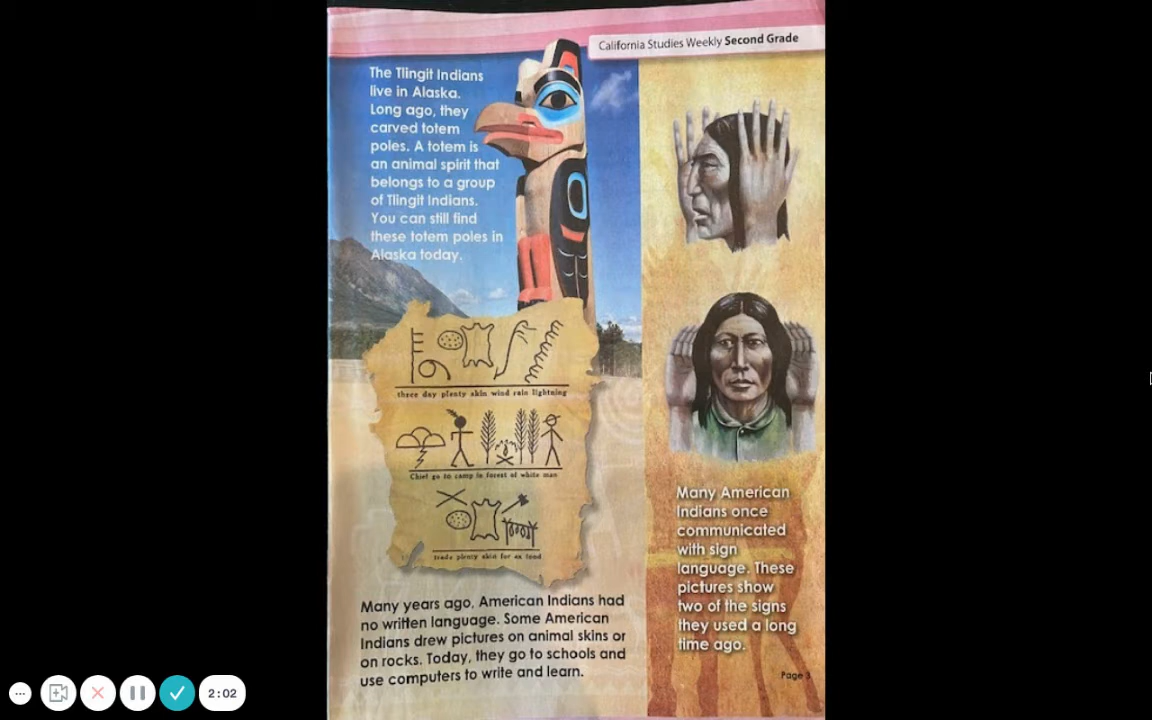 California Studies Weekly Second Grade
The Tlingit Indians
live in Alaska.
Long ago, they
carved totem
poles. A totem is
an animal spirit that
belongs to a group
of Tlingit Indians.
You can still find
these totem poles in
Alaska today.
three day plenty skin wind rain lightning
Chief go to camp in forest of white man
trade plenty skin for ax food
Many years ago, American Indians had
no written language. Some American
Indians drew pictures on animal skins or
on rocks. Today, they go to schools and
use computers to write and learn.
Many American
Indians once
communicated
with sign
language. These
pictures show
two of the signs
they used a long
time ago.
Page 3
2:02